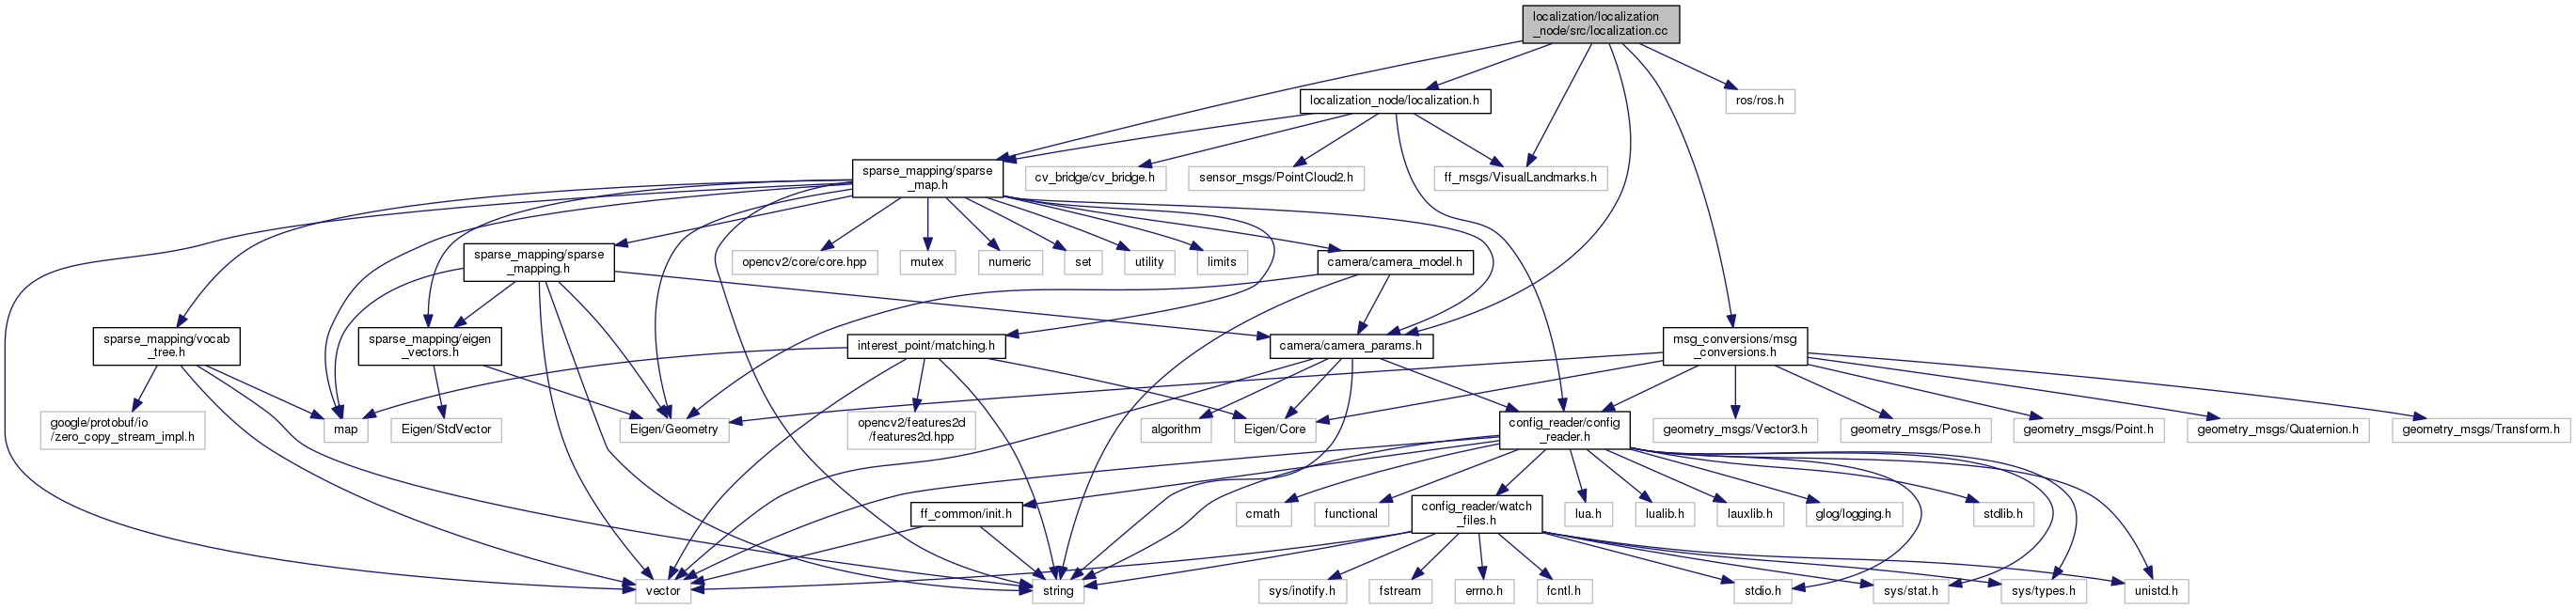 localization/localization
_node/src/localization.cc
localization_node/localization.h
ros/ros.h
sparse_mapping/sparse
_map.h
cv_bridge/cv_bridge.h
sensor_msgs/PointCloud2.h
ff_msgs/VisualLandmarks.h
sparse_mapping/sparse
_mapping.h
opencv2/core/core.hpp
mutex
numeric
set
utility
limits
camera/camera_model.h
sparse_mapping/vocab
_tree.h
sparse_mapping/eigen
_vectors.h
interest_point/matching.h
camera/camera_params.h
msg_conversions/msg
_conversions.h
google/protobuf/io
/zero_copy_stream_impl.h
map
Eigen/StdVector
Eigen/Geometry
opencv2/features2d
/features2d.hpp
algorithm
Eigen/Core
config_reader/config
_reader.h
geometry_msgs/Vector3.h
geometry_msgs/Pose.h
geometry_msgs/Point.h
geometry_msgs/Quaternion.h
geometry_msgs/Transform.h
ff_common/init.h
cmath
functional
config_reader/watch
_files.h
lua.h
lualib.h
lauxlib.h
glog/logging.h
stdlib.h
vector
string
sys/inotify.h
fstream
errno.h
fcntl.h
stdio.h
sys/stat.h
sys/types.h
unistd.h